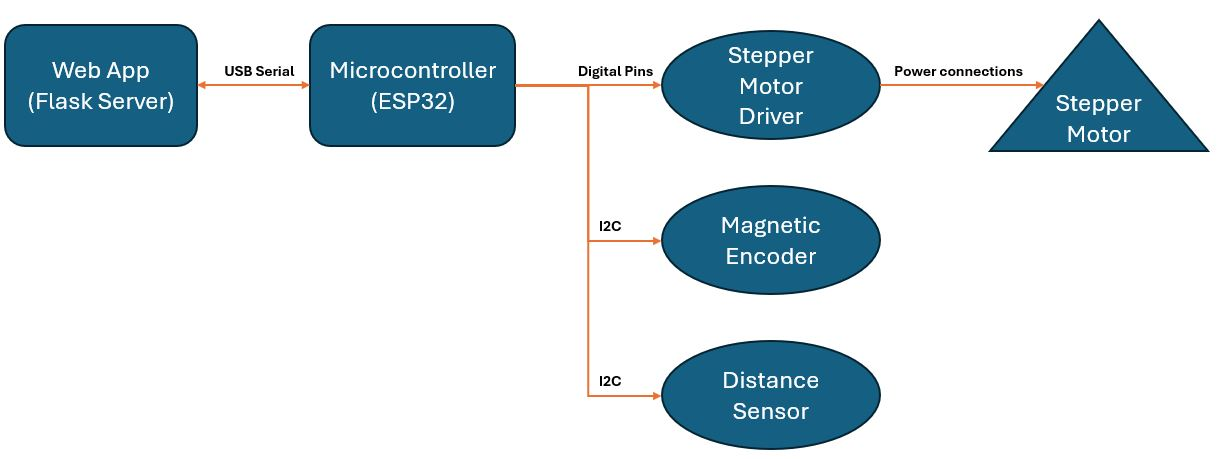 Web App
(Flask Server)
USB Serial
Microcontroller
(ESP32)
Digital Pins
Stepper
Motor
Driver
Power connections
Stepper
Motor
I2C
Magnetic
Encoder
I2C
Distance
Sensor